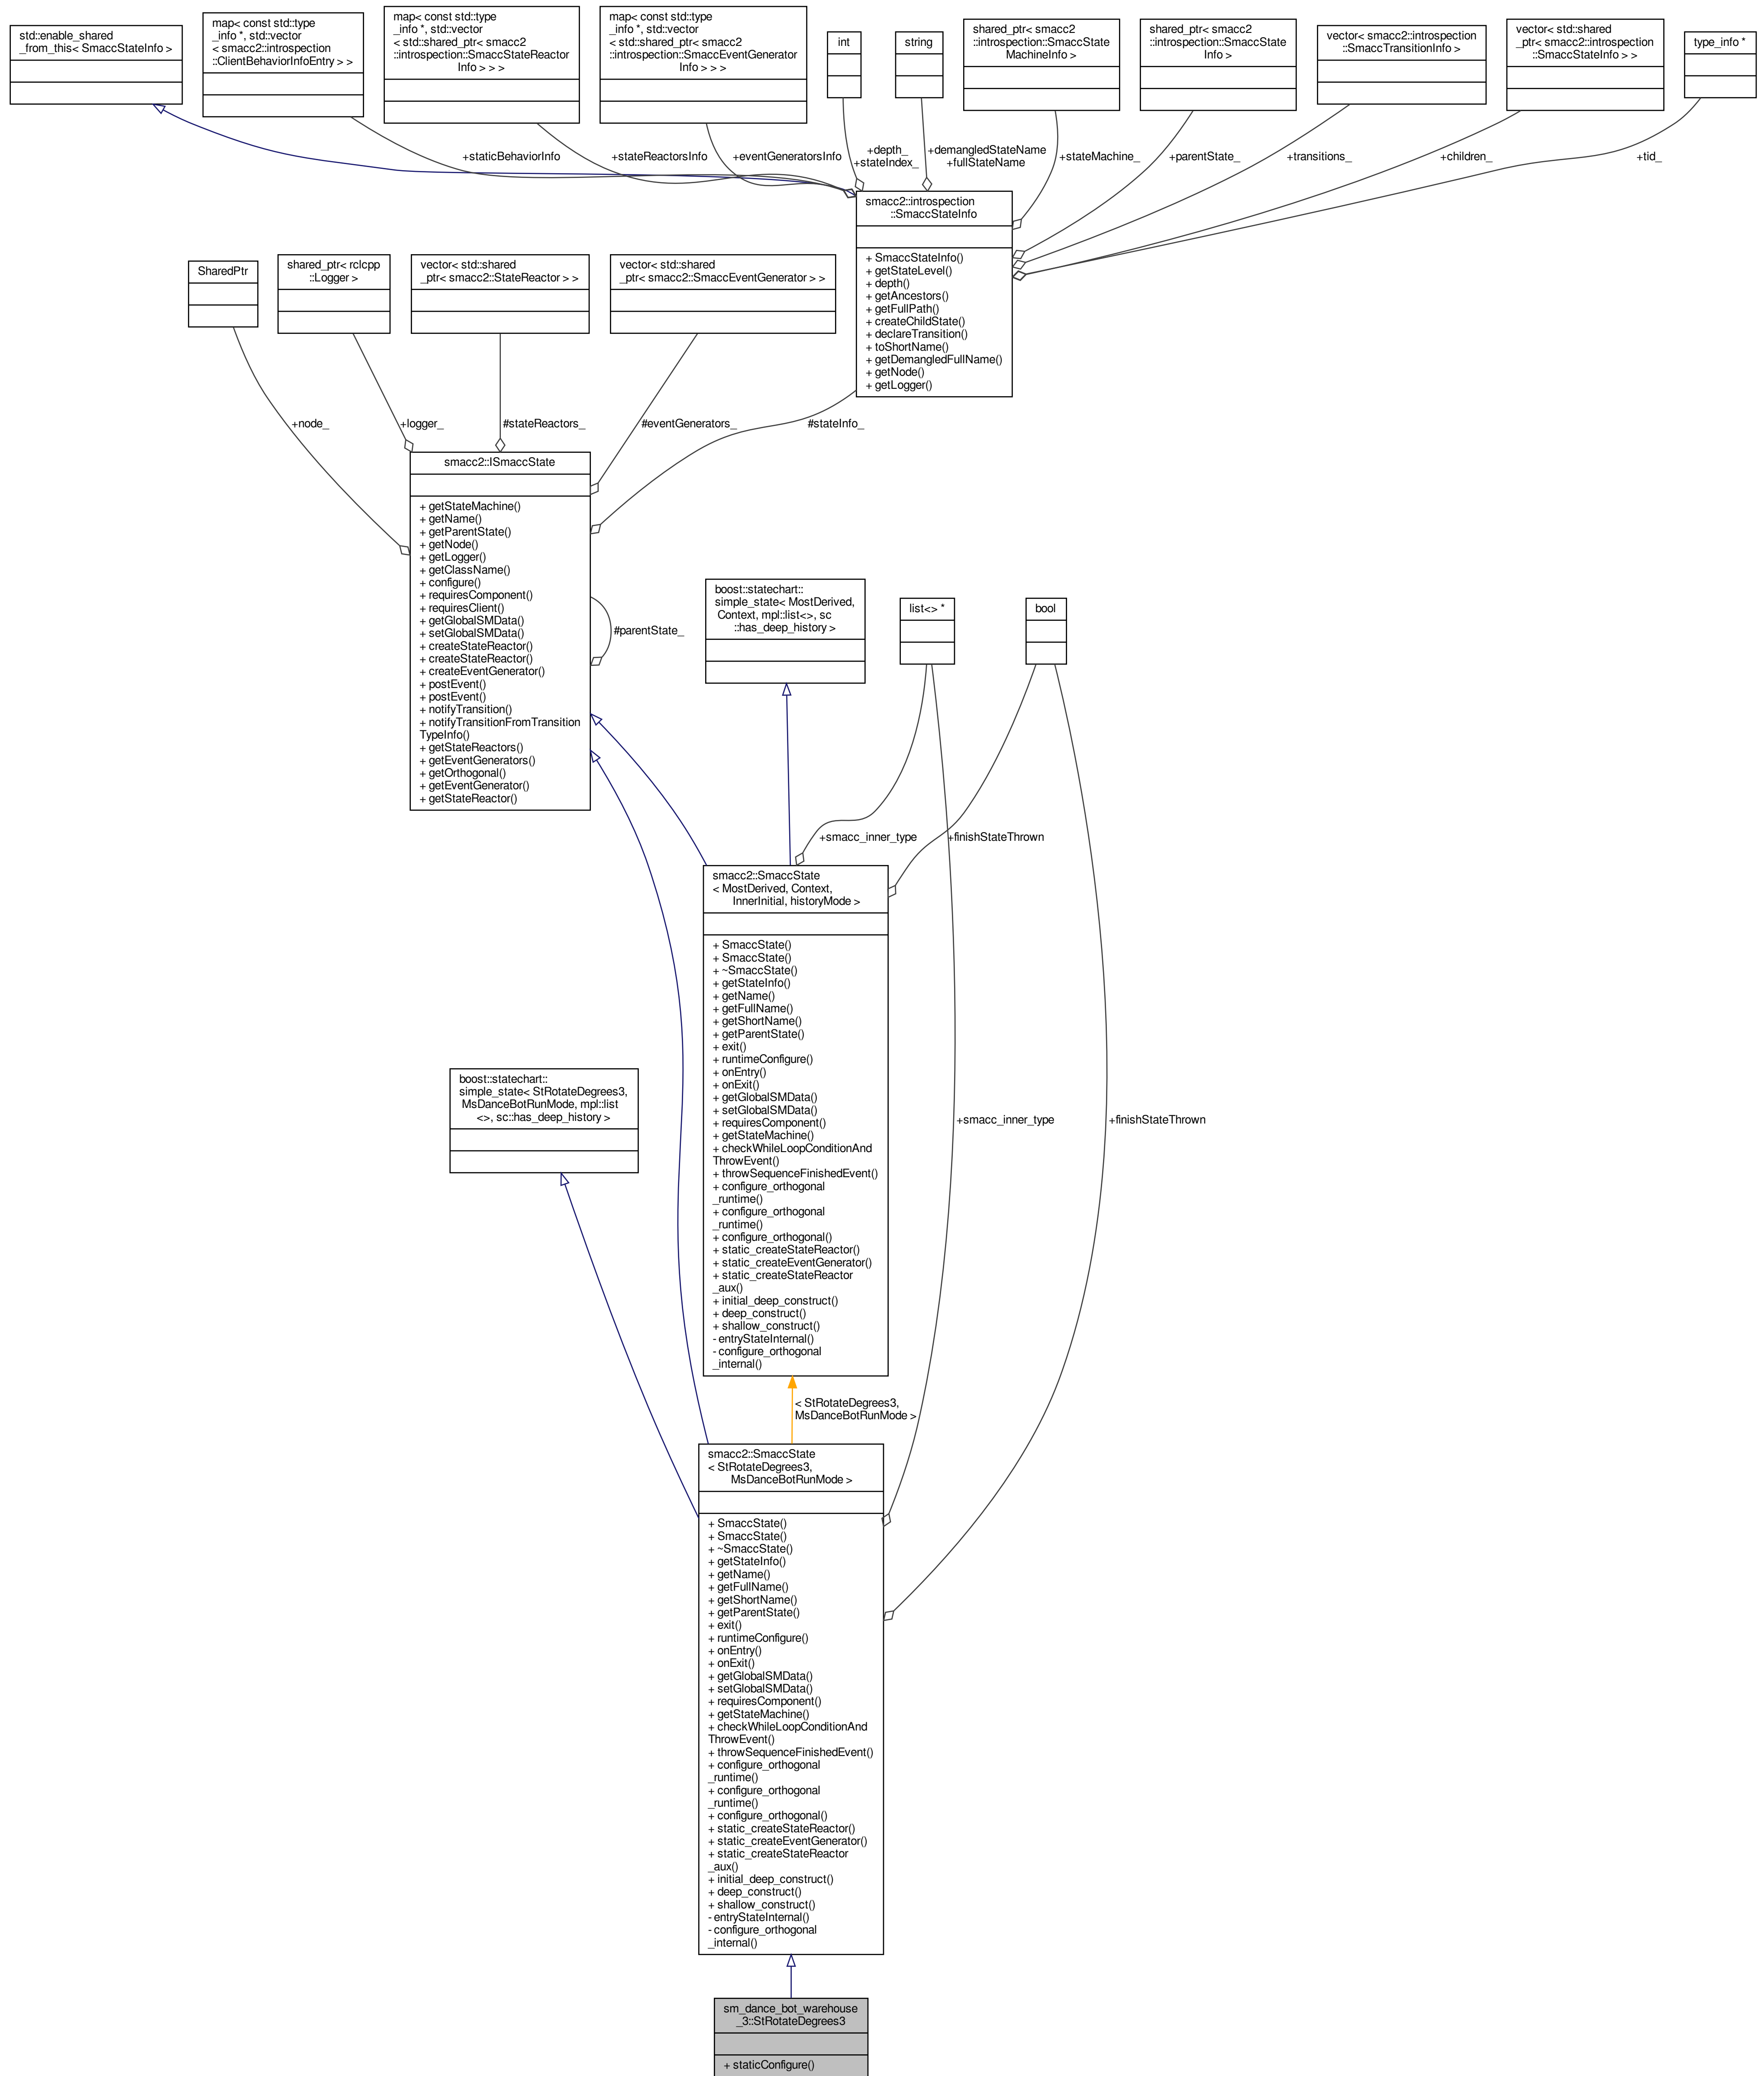 std::enable_shared
_from_this< SmaccStateInfo >
map< const std::type
_info *, std::vector
< smacc2::introspection
::ClientBehaviorInfoEntry > >
map< const std::type
_info *, std::vector
< std::shared_ptr< smacc2
::introspection::SmaccStateReactor
Info > > >
map< const std::type
_info *, std::vector
< std::shared_ptr< smacc2
::introspection::SmaccEventGenerator
Info > > >
int
string
shared_ptr< smacc2
::introspection::SmaccState
MachineInfo >
shared_ptr< smacc2
::introspection::SmaccState
Info >
vector< smacc2::introspection
::SmaccTransitionInfo >
vector< std::shared
_ptr< smacc2::introspection
::SmaccStateInfo > >
type_info *
+staticBehaviorInfo
+stateReactorsInfo
+eventGeneratorsInfo
+depth_
+stateIndex_
+demangledStateName
+fullStateName
+stateMachine_
+parentState_
+transitions_
+children_
+tid_
smacc2::introspection
::SmaccStateInfo
+ SmaccStateInfo()
+ getStateLevel()
+ depth()
+ getAncestors()
+ getFullPath()
+ createChildState()
+ declareTransition()
+ toShortName()
+ getDemangledFullName()
+ getNode()
+ getLogger()
SharedPtr
shared_ptr< rclcpp
::Logger >
vector< std::shared
_ptr< smacc2::StateReactor > >
vector< std::shared
_ptr< smacc2::SmaccEventGenerator > >
+node_
+logger_
#stateReactors_
#eventGenerators_
#stateInfo_
smacc2::ISmaccState
+ getStateMachine()
+ getName()
+ getParentState()
+ getNode()
+ getLogger()
+ getClassName()
+ configure()
+ requiresComponent()
+ requiresClient()
+ getGlobalSMData()
+ setGlobalSMData()
+ createStateReactor()
+ createStateReactor()
+ createEventGenerator()
+ postEvent()
+ postEvent()
+ notifyTransition()
+ notifyTransitionFromTransition
TypeInfo()
+ getStateReactors()
+ getEventGenerators()
+ getOrthogonal()
+ getEventGenerator()
+ getStateReactor()
#parentState_
boost::statechart::
simple_state< MostDerived,
Context, mpl::list<>, sc
::has_deep_history >
list<> *
bool
+smacc_inner_type
+finishStateThrown
smacc2::SmaccState
< MostDerived, Context,
InnerInitial, historyMode >
+ SmaccState()
+ SmaccState()
+ ~SmaccState()
+ getStateInfo()
+ getName()
+ getFullName()
+ getShortName()
+ getParentState()
+ exit()
+ runtimeConfigure()
+ onEntry()
+ onExit()
+ getGlobalSMData()
+ setGlobalSMData()
+ requiresComponent()
+ getStateMachine()
+ checkWhileLoopConditionAnd
ThrowEvent()
+ throwSequenceFinishedEvent()
+ configure_orthogonal
_runtime()
+ configure_orthogonal
_runtime()
+ configure_orthogonal()
+ static_createStateReactor()
+ static_createEventGenerator()
+ static_createStateReactor
_aux()
+ initial_deep_construct()
+ deep_construct()
+ shallow_construct()
- entryStateInternal()
- configure_orthogonal
_internal()
boost::statechart::
simple_state< StRotateDegrees3,
MsDanceBotRunMode, mpl::list
<>, sc::has_deep_history >
+smacc_inner_type
+finishStateThrown
< StRotateDegrees3,
MsDanceBotRunMode >
smacc2::SmaccState
< StRotateDegrees3,
MsDanceBotRunMode >
+ SmaccState()
+ SmaccState()
+ ~SmaccState()
+ getStateInfo()
+ getName()
+ getFullName()
+ getShortName()
+ getParentState()
+ exit()
+ runtimeConfigure()
+ onEntry()
+ onExit()
+ getGlobalSMData()
+ setGlobalSMData()
+ requiresComponent()
+ getStateMachine()
+ checkWhileLoopConditionAnd
ThrowEvent()
+ throwSequenceFinishedEvent()
+ configure_orthogonal
_runtime()
+ configure_orthogonal
_runtime()
+ configure_orthogonal()
+ static_createStateReactor()
+ static_createEventGenerator()
+ static_createStateReactor
_aux()
+ initial_deep_construct()
+ deep_construct()
+ shallow_construct()
- entryStateInternal()
- configure_orthogonal
_internal()
sm_dance_bot_warehouse
_3::StRotateDegrees3
+ staticConfigure()